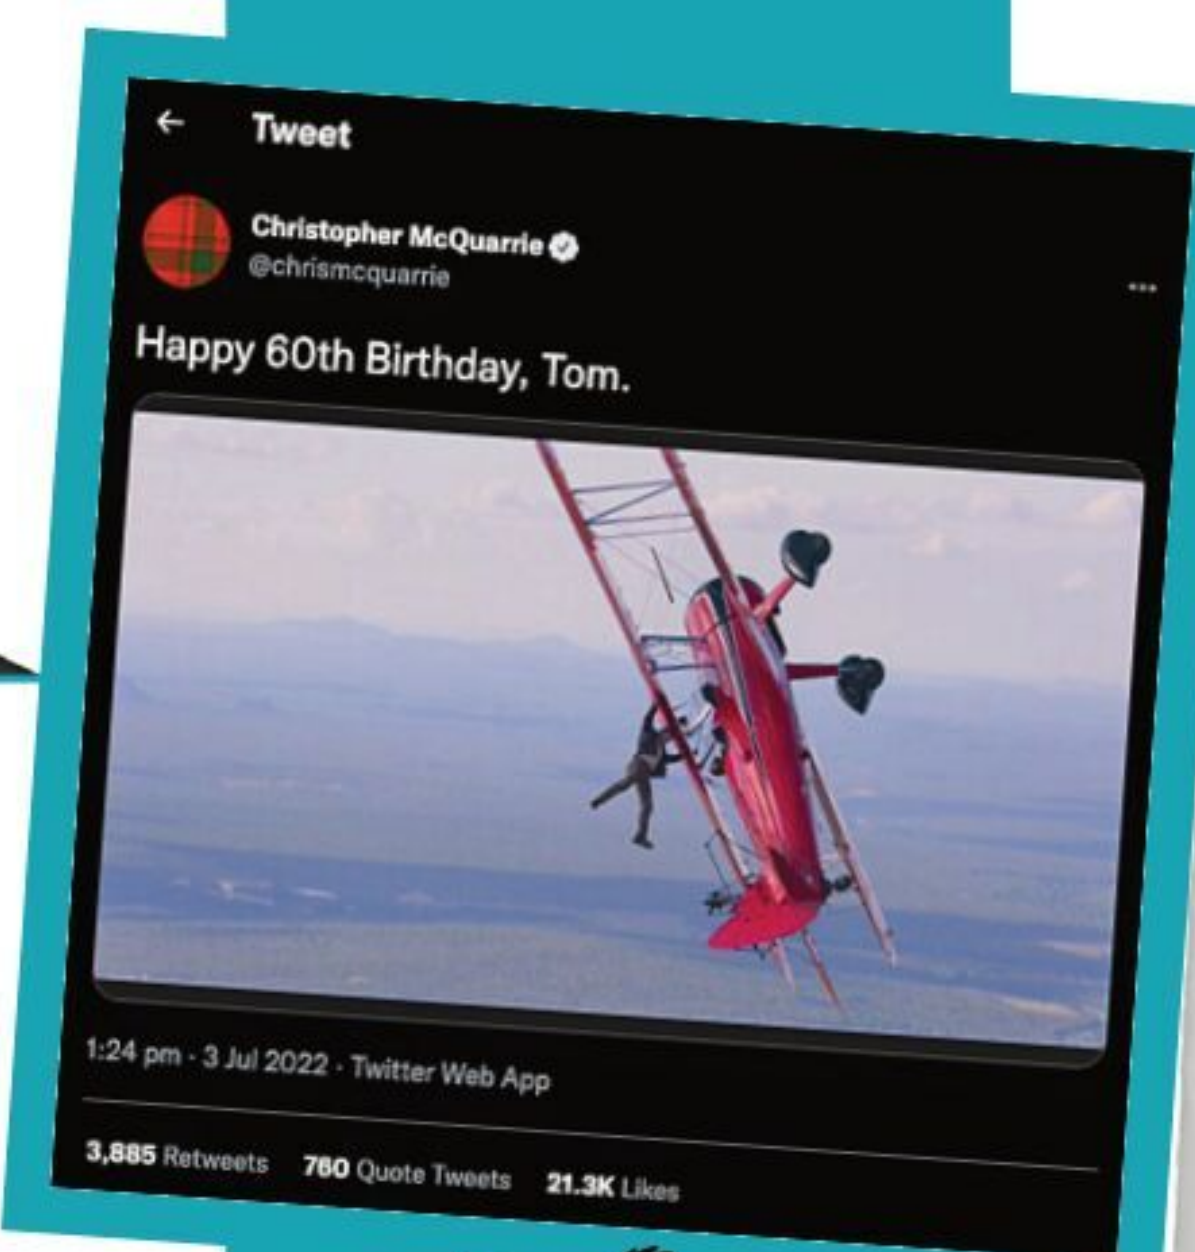 Tweet
Christopher McQuarrie
@chrismcquarrie
Happy 60th Birthday, Tom.
1:24 pm · 3 Jul 2022 · Twitter Web App
3,885 Retweets 760 Quote Tweets 21.3K Likes